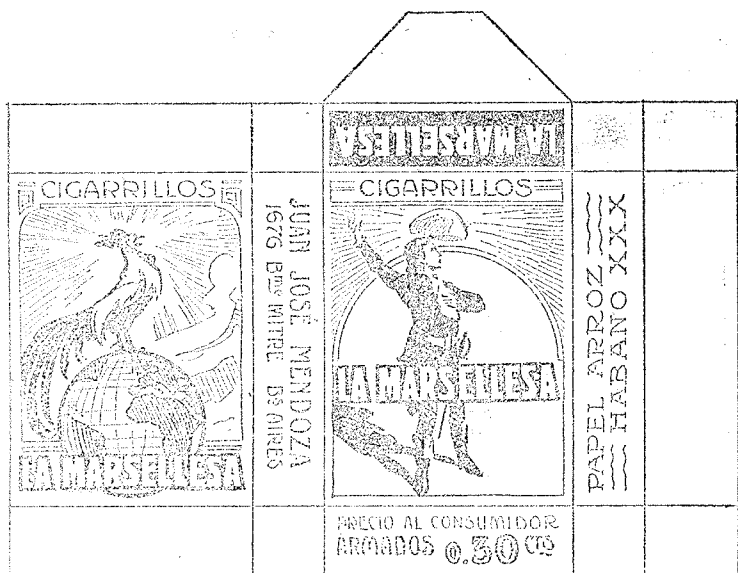 LA MARSELLESA
CIGARRILLOS
LA MARSELLESA
JUAN JOSÉ MENDOZA
1676 Bmé MITRE Bs AIRES
CIGARRILLOS
LA MARSELLESA
PAPEL ARROZ
HABANO XXX
PRECIO AL CONSUMIDOR
ARMADOS 0.30 CTS